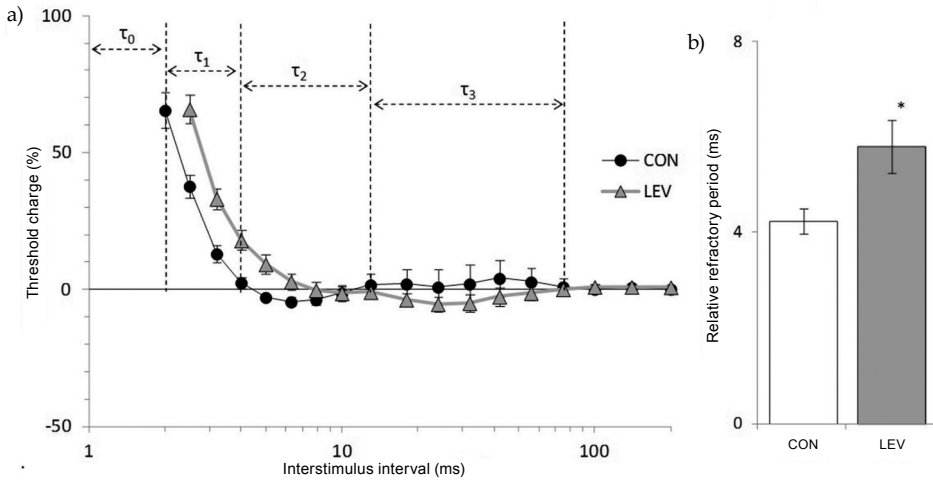 a)
100
50
0
-50
Threshold charge (%)
τ0
τ1
τ2
τ3
CON
LEV
1
10
100
Interstimulus interval (ms)
b)
8
4
0
Relative refractory period (ms)
*
CON
LEV